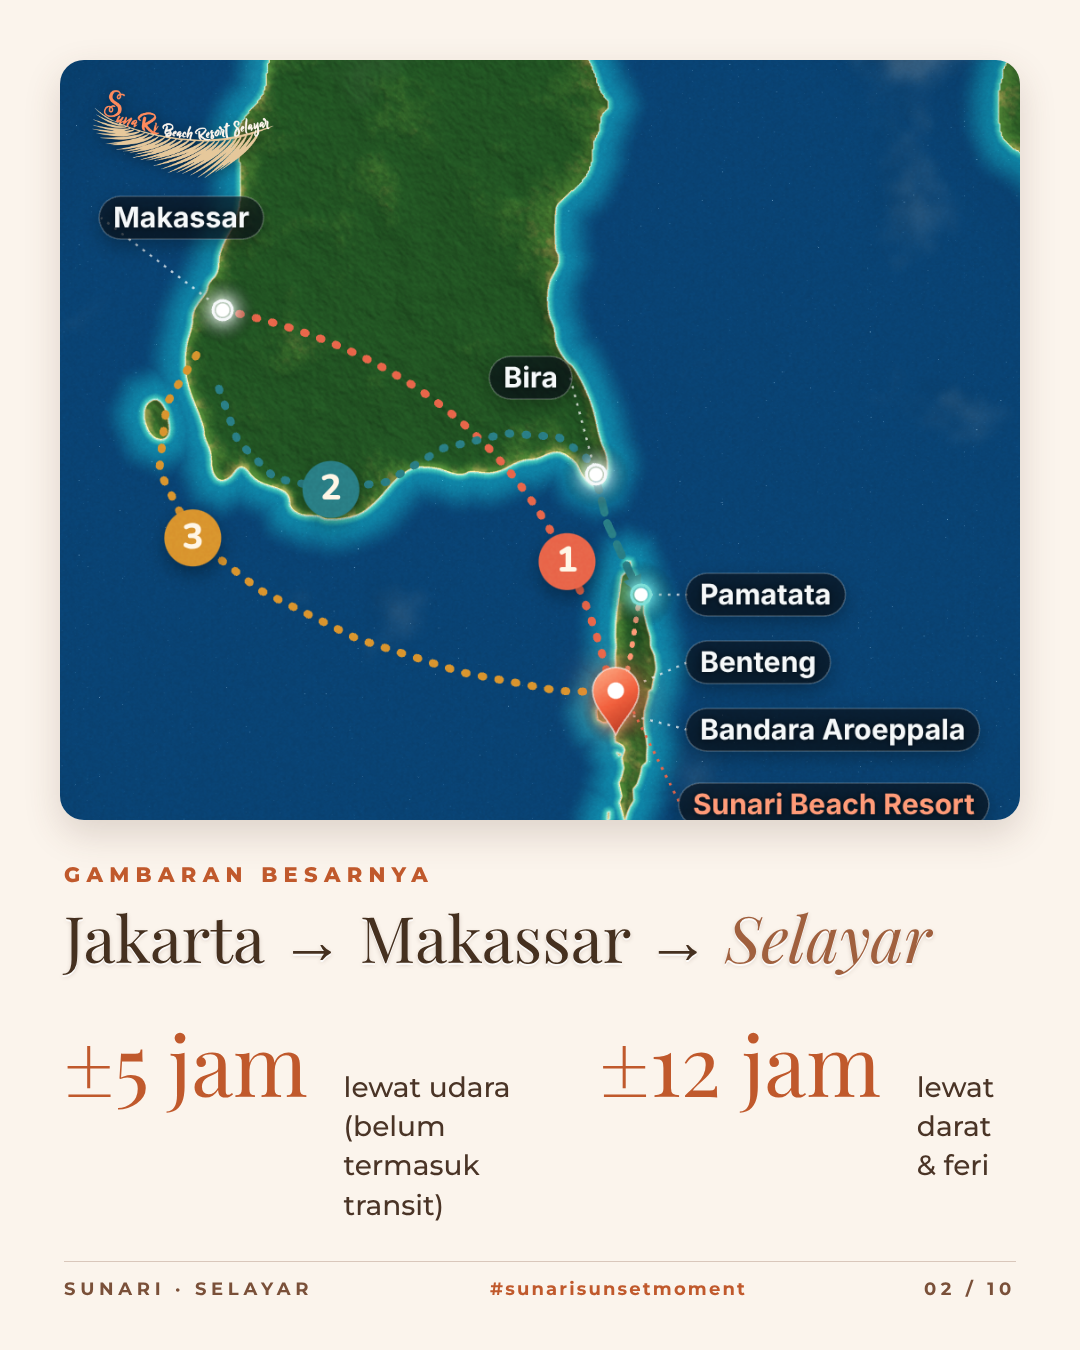 SunaRi Beach Resort Selayar
Makassar
Bira
2
3
1
Pamatata
Benteng
Bandara Aroeppala
Sunari Beach Resort
GAMBARAN BESARNYA
Jakarta → Makassar → Selayar
±5 jam
lewat udara
(belum
termasuk
transit)
±12 jam
lewat
darat
& feri
SUNARI · SELAYAR
#sunarisunsetmoment
02 / 10